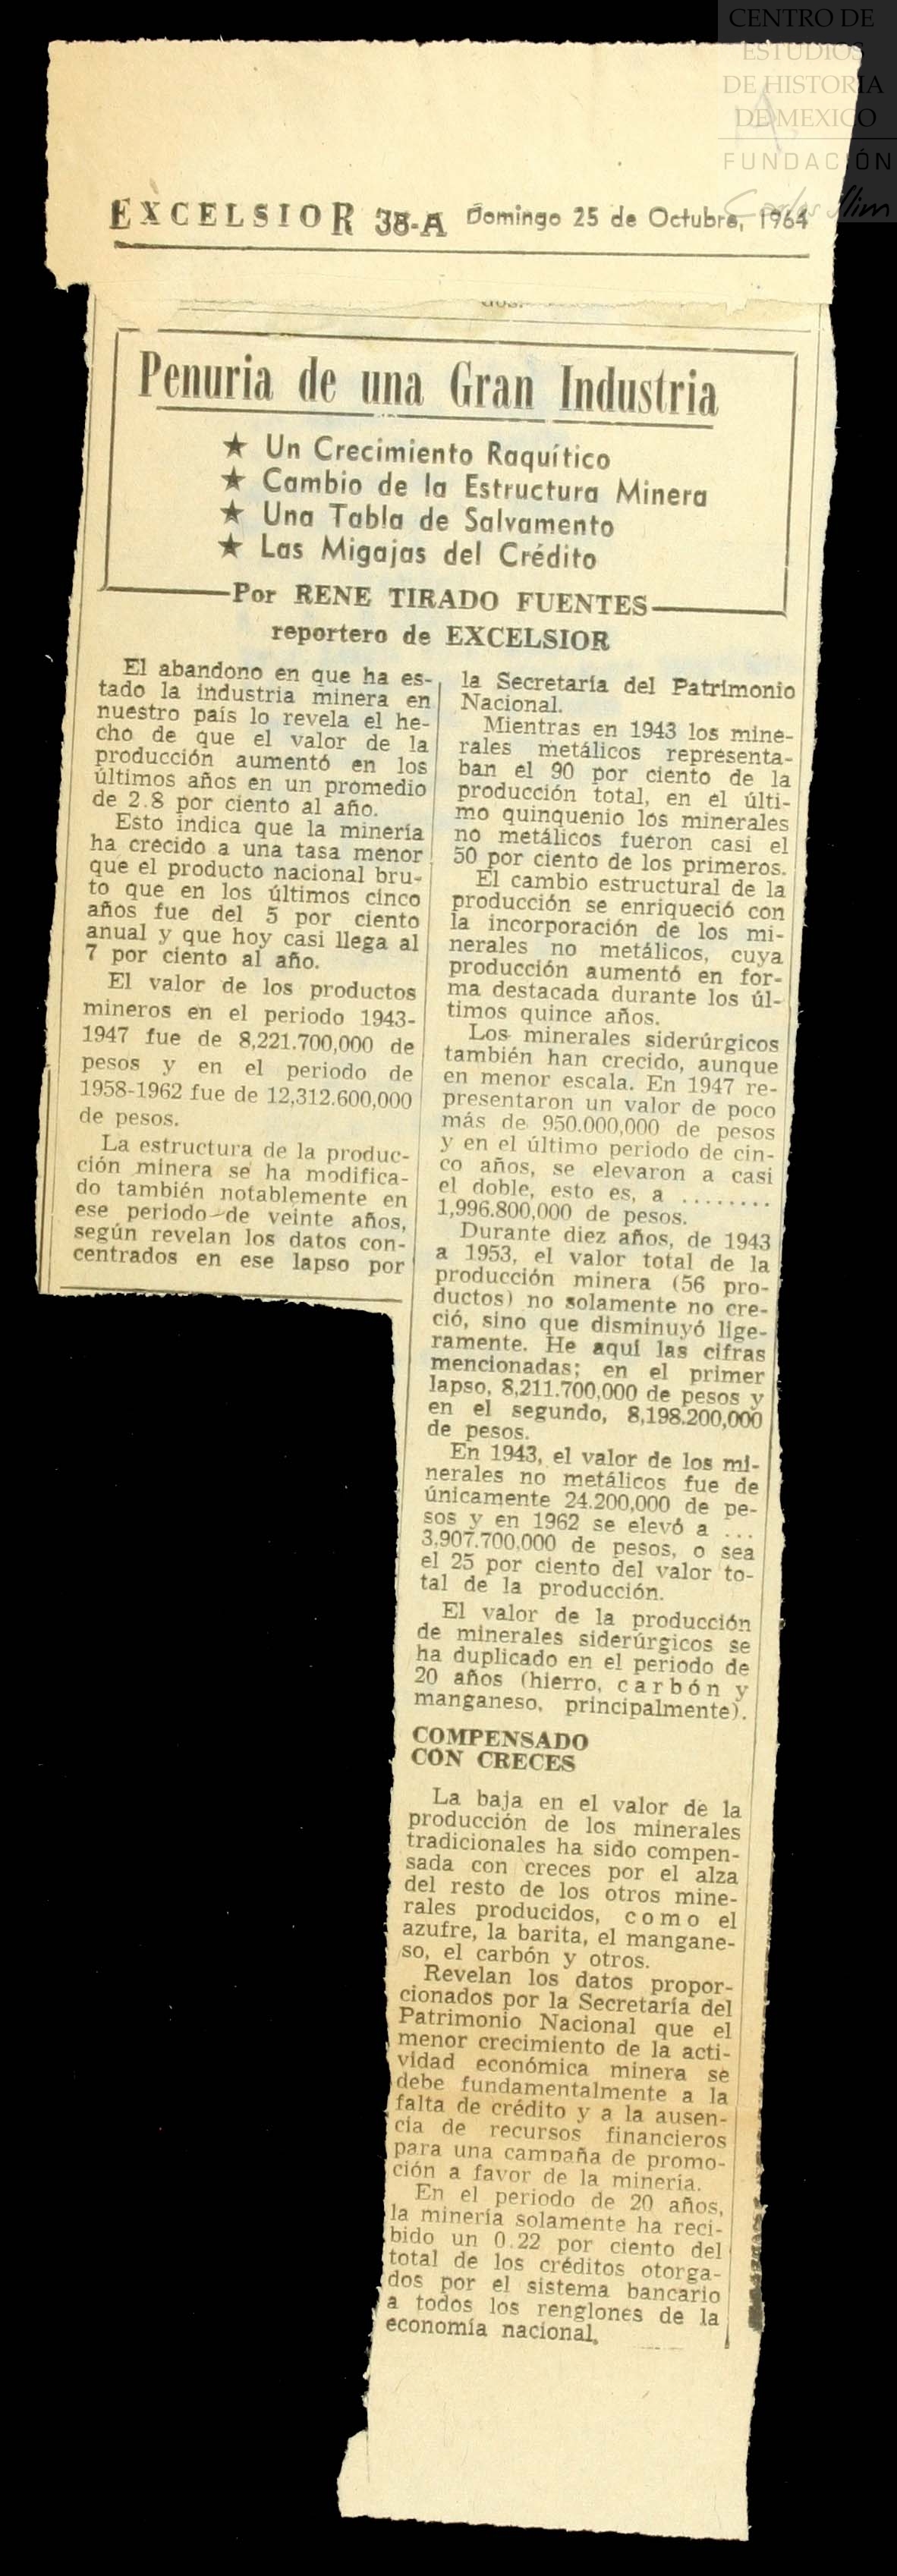 CENTRO DE
ESTUDIOS
DE HISTORIA
DE MEXICO
FUNDACIÓN
Carlos Slim
A
EXCELSIOR 38-A Domingo 25 de Octubre, 1964
dos.
Penuria de una Gran Industria
★ Un Crecimiento Raquítico
★ Cambio de la Estructura Minera
★ Una Tabla de Salvamento
★ Las Migajas del Crédito
Por RENE TIRADO FUENTES
reportero de EXCELSIOR
El abandono en que ha es-
tado la industria minera en
nuestro país lo revela el he-
cho de que el valor de la
producción aumentó en los
últimos años en un promedio
de 2.8 por ciento al año.
Esto indica que la minería
ha crecido a una tasa menor
que el producto nacional bru-
to que en los últimos cinco
años fue del 5 por ciento
anual y que hoy casi llega al
7 por ciento al año.
El valor de los productos
mineros en el periodo 1943-
1947 fue de 8,221.700,000 de
pesos y en el periodo de
1958-1962 fue de 12,312.600,000
de pesos.
La estructura de la produc-
ción minera se ha modifica-
do también notablemente en
ese periodo de veinte años,
según revelan los datos con-
centrados en ese lapso por
la Secretaría del Patrimonio
Nacional.
Mientras en 1943 los mine-
rales metálicos representa-
ban el 90 por ciento de la
producción total, en el últi-
mo quinquenio los minerales
no metálicos fueron casi el
50 por ciento de los primeros.
El cambio estructural de la
producción se enriqueció con
la incorporación de los mi-
nerales no metálicos, cuya
producción aumentó en for-
ma destacada durante los úl-
timos quince años.
Los minerales siderúrgicos
también han crecido, aunque
en menor escala. En 1947 re-
presentaron un valor de poco
más de 950.000,000 de pesos
y en el último periodo de cin-
co años, se elevaron a casi
el doble, esto es, a ........
1,996.800,000 de pesos.
Durante diez años, de 1943
a 1953, el valor total de la
producción minera (56 pro-
ductos) no solamente no cre-
ció, sino que disminuyó lige-
ramente. He aquí las cifras
mencionadas; en el primer
lapso, 8,211.700,000 de pesos y
en el segundo, 8,198.200,000
de pesos.
En 1943, el valor de los mi-
nerales no metálicos fue de
únicamente 24.200,000 de pe-
sos y en 1962 se elevó a ...
3,907.700,000 de pesos, o sea
el 25 por ciento del valor to-
tal de la producción.
El valor de la producción
de minerales siderúrgicos se
ha duplicado en el periodo de
20 años (hierro, carbón y
manganeso, principalmente).
COMPENSADO
CON CRECES
La baja en el valor de la
producción de los minerales
tradicionales ha sido compen-
sada con creces por el alza
del resto de los otros mine-
rales producidos, como el
azufre, la barita, el mangane-
so, el carbón y otros.
Revelan los datos propor-
cionados por la Secretaría del
Patrimonio Nacional que el
menor crecimiento de la acti-
vidad económica minera se
debe fundamentalmente a la
falta de crédito y a la ausen-
cia de recursos financieros
para una campaña de promo-
ción a favor de la minería.
En el periodo de 20 años,
la minería solamente ha reci-
bido un 0.22 por ciento del
total de los créditos otorga-
dos por el sistema bancario
a todos los renglones de la
economía nacional.